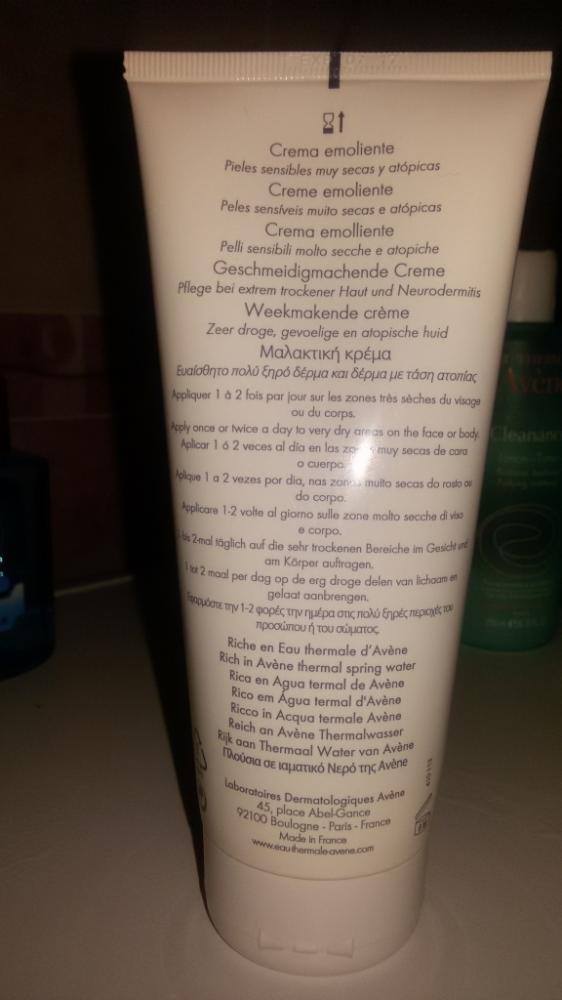 Crema emoliente
Pieles sensibles muy secas y atópicas
Creme emoliente
Peles sensíveis muito secas e atópicas
Crema emolliente
Pelli sensibili molto secche e atopiche
Geschmeidigmachende Creme
Pflege bei extrem trockener Haut und Neurodermitis
Weekmakende crème
Zeer droge, gevoelige en atopische huid
Μαλακτική κρέμα
Ευαίσθητο πολύ ξηρό δέρμα και δέρμα με τάση ατοπίας
Appliquer 1 à 2 fois par jour sur les zones très sèches du visage
ou du corps.
Apply once or twice a day to very dry areas on the face or body.
Aplicar 1 ó 2 veces al día en las zonas muy secas de cara
o cuerpo.
Aplique 1 a 2 vezes por dia, nas zonas muito secas do rosto ou
do corpo.
Applicare 1-2 volte al giorno sulle zone molto secche di viso
e corpo.
1-bis 2-mal täglich auf die sehr trockenen Bereiche im Gesicht und
am Körper auftragen.
1 tot 2 maal per dag op de erg droge delen van lichaam en
gelaat aanbrengen.
Εφαρμόστε την 1-2 φορές την ημέρα στις πολύ ξηρές περιοχές του
προσώπου ή του σώματος.
Riche en Eau thermale d'Avène
Rich in Avène thermal spring water
Rica en Agua termal de Avène
Rico em Água termal d'Avène
Ricco in Acqua termale Avène
Reich an Avène Thermalwasser
Rijk aan Thermaal Water van Avène
Πλούσια σε ιαματικό Νερό της Avène
Laboratoires Dermatologiques Avène
45, place Abel-Gance
92100 Boulogne - Paris - France
Made in France
www.eauthermale-avene.com
Avène
Cleanance